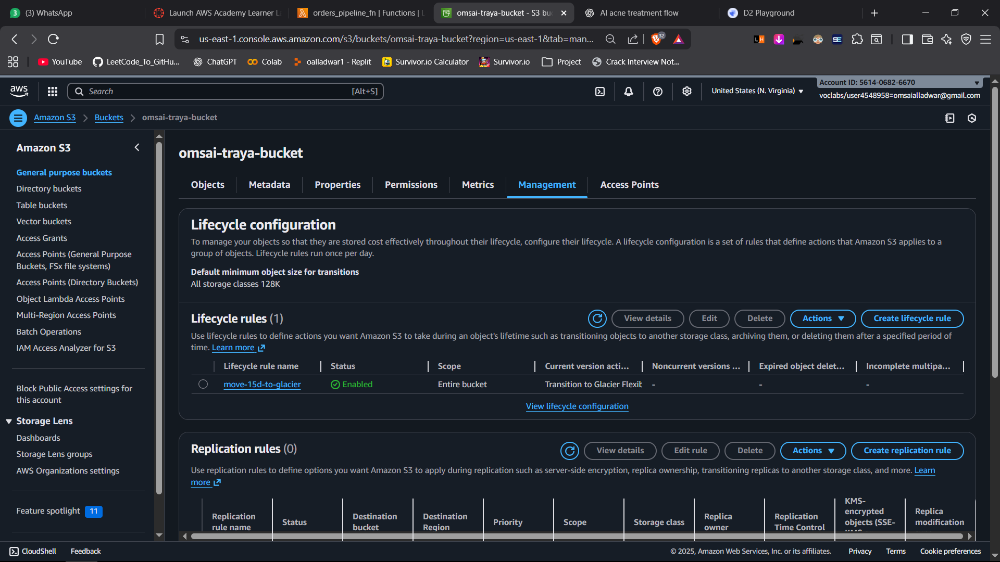 3
(3) WhatsApp
Launch AWS Academy Learner L
orders_pipeline_fn | Functions | L
omsai-traya-bucket - S3 bu
AI acne treatment flow
D2 Playground
us-east-1.console.aws.amazon.com/s3/buckets/omsai-traya-bucket?region=us-east-1&tab=man...
32
YouTube
LeetCode_To_GitHu...
ChatGPT
Colab
oalladwar1 - Replit
Survivor.io Calculator
Survivor.io
Project
Crack Interview Not...
aws
Search
[Alt+S]
United States (N. Virginia)
Account ID: 5614-0682-6670
voclabs/user4548958=omsaialladwar@gmail.com
Amazon S3
Buckets
omsai-traya-bucket
Amazon S3
General purpose buckets
Directory buckets
Table buckets
Vector buckets
Access Grants
Access Points (General Purpose
Buckets, FSx file systems)
Access Points (Directory Buckets)
Object Lambda Access Points
Multi-Region Access Points
Batch Operations
IAM Access Analyzer for S3
Block Public Access settings for
this account
Storage Lens
Dashboards
Storage Lens groups
AWS Organizations settings
Feature spotlight 11
omsai-traya-bucket
Objects
Metadata
Properties
Permissions
Metrics
Management
Access Points
Lifecycle configuration
To manage your objects so that they are stored cost effectively throughout their lifecycle, configure their lifecycle. A lifecycle configuration is a set of rules that define actions that Amazon S3 applies to a
group of objects. Lifecycle rules run once per day.
Default minimum object size for transitions
All storage classes 128K
Lifecycle rules (1)
View details
Edit
Delete
Actions
Create lifecycle rule
Use lifecycle rules to define actions you want Amazon S3 to take during an object's lifetime such as transitioning objects to another storage class, archiving them, or deleting them after a specified period of
time. Learn more
Lifecycle rule name
Status
Scope
Current version acti...
Noncurrent versions ...
Expired object delet...
Incomplete multipa...
move-15d-to-glacier
Enabled
Entire bucket
Transition to Glacier Flexib
-
-
-
View lifecycle configuration
Replication rules (0)
View details
Edit rule
Delete
Actions
Create replication rule
Use replication rules to define options you want Amazon S3 to apply during replication such as server-side encryption, replica ownership, transitioning replicas to another storage class, and more. Learn
more
Replication
rule name
Status
Destination
bucket
Destination
Region
Priority
Scope
Storage class
Replica
owner
Replication
Time Control
KMS-
encrypted
objects (SSE-
Replica
modification
CloudShell
Feedback
© 2025, Amazon Web Services, Inc. or its affiliates.
Privacy
Terms
Cookie preferences